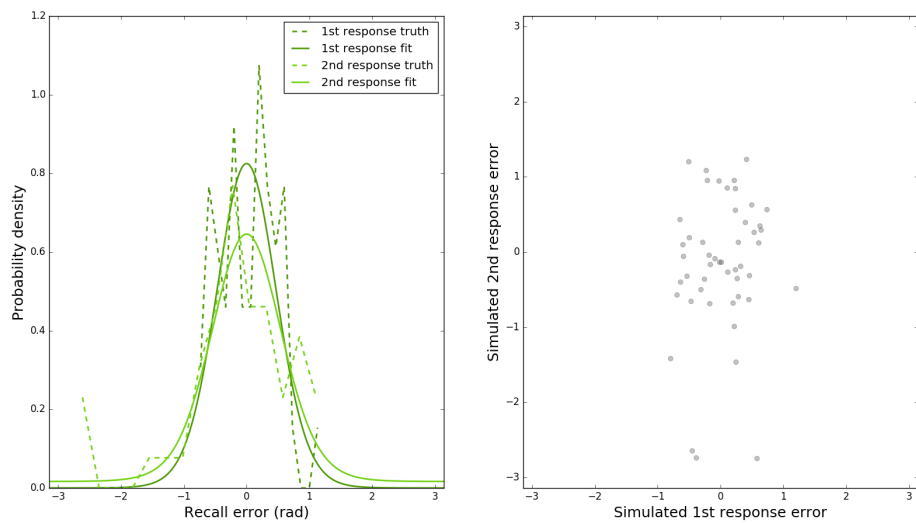 1.2
1.0
0.8
0.6
0.4
0.2
0.0
Probability density
1st response truth
1st response fit
2nd response truth
2nd response fit
−3 −2 −1 0 1 2 3
Recall error (rad)
3
2
1
0
−1
−2
−3
Simulated 2nd response error
−3 −2 −1 0 1 2 3
Simulated 1st response error